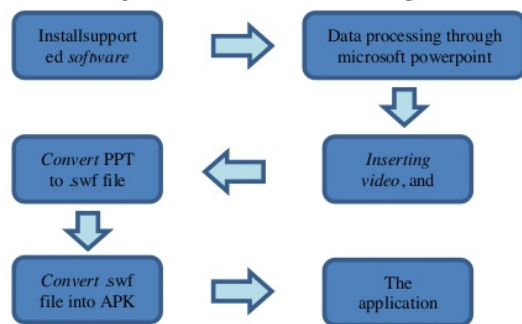 Installsupport
ed software
Data processing through
microsoft powerpoint
Inserting
video, and
Convert PPT
to .swf file
Convert .swf
file into APK
The
application